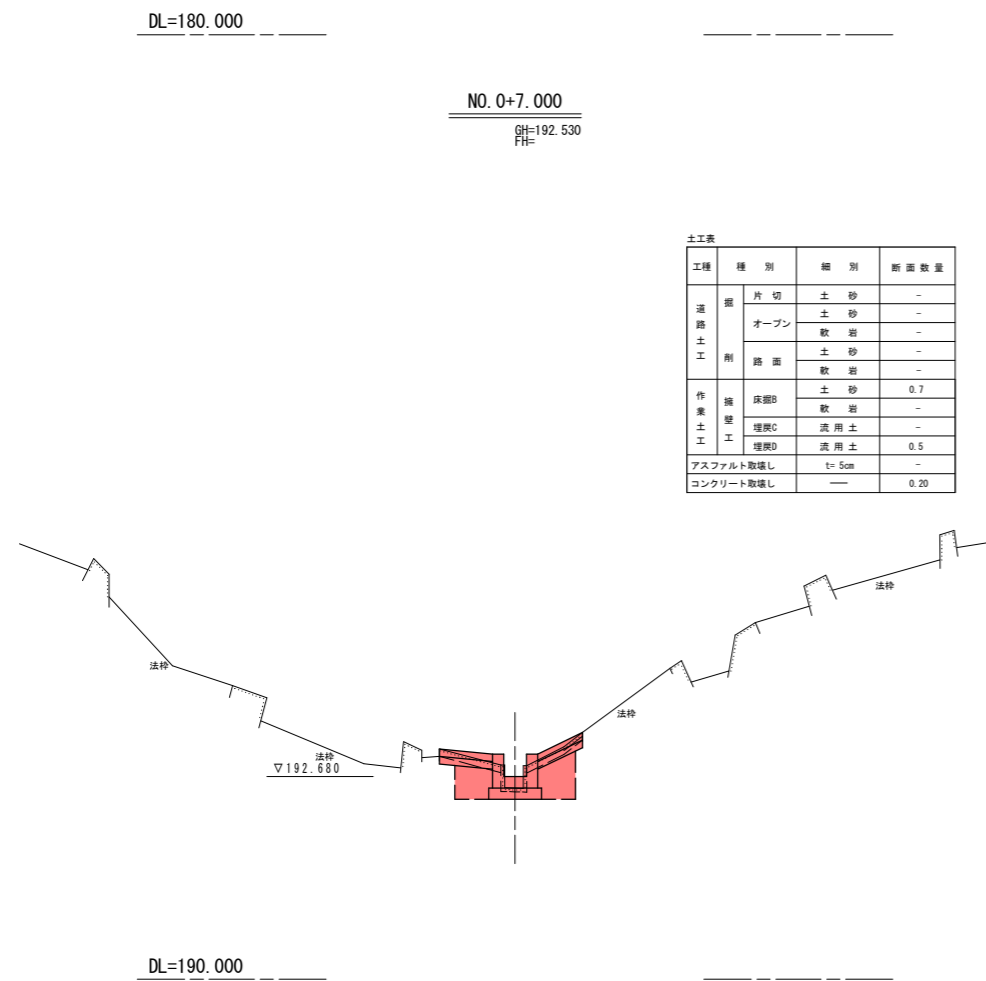 DL=180.000
NO.0+7.000
GH=192.530
FH=
土工表
工種 種 別 細 別 断面数量
道路土工 掘削 片 切 土 砂 -
オープン 土 砂 -
軟 岩 -
路 面 土 砂 -
軟 岩 -
作業土工 擁壁工 床掘B 土 砂 0.7
軟 岩 -
埋戻C 流用土 -
埋戻D 流用土 0.5
アスファルト取壊し t= 5cm -
コンクリート取壊し ── 0.20
法枠
法枠
法枠
法枠
▽192.680
DL=190.000